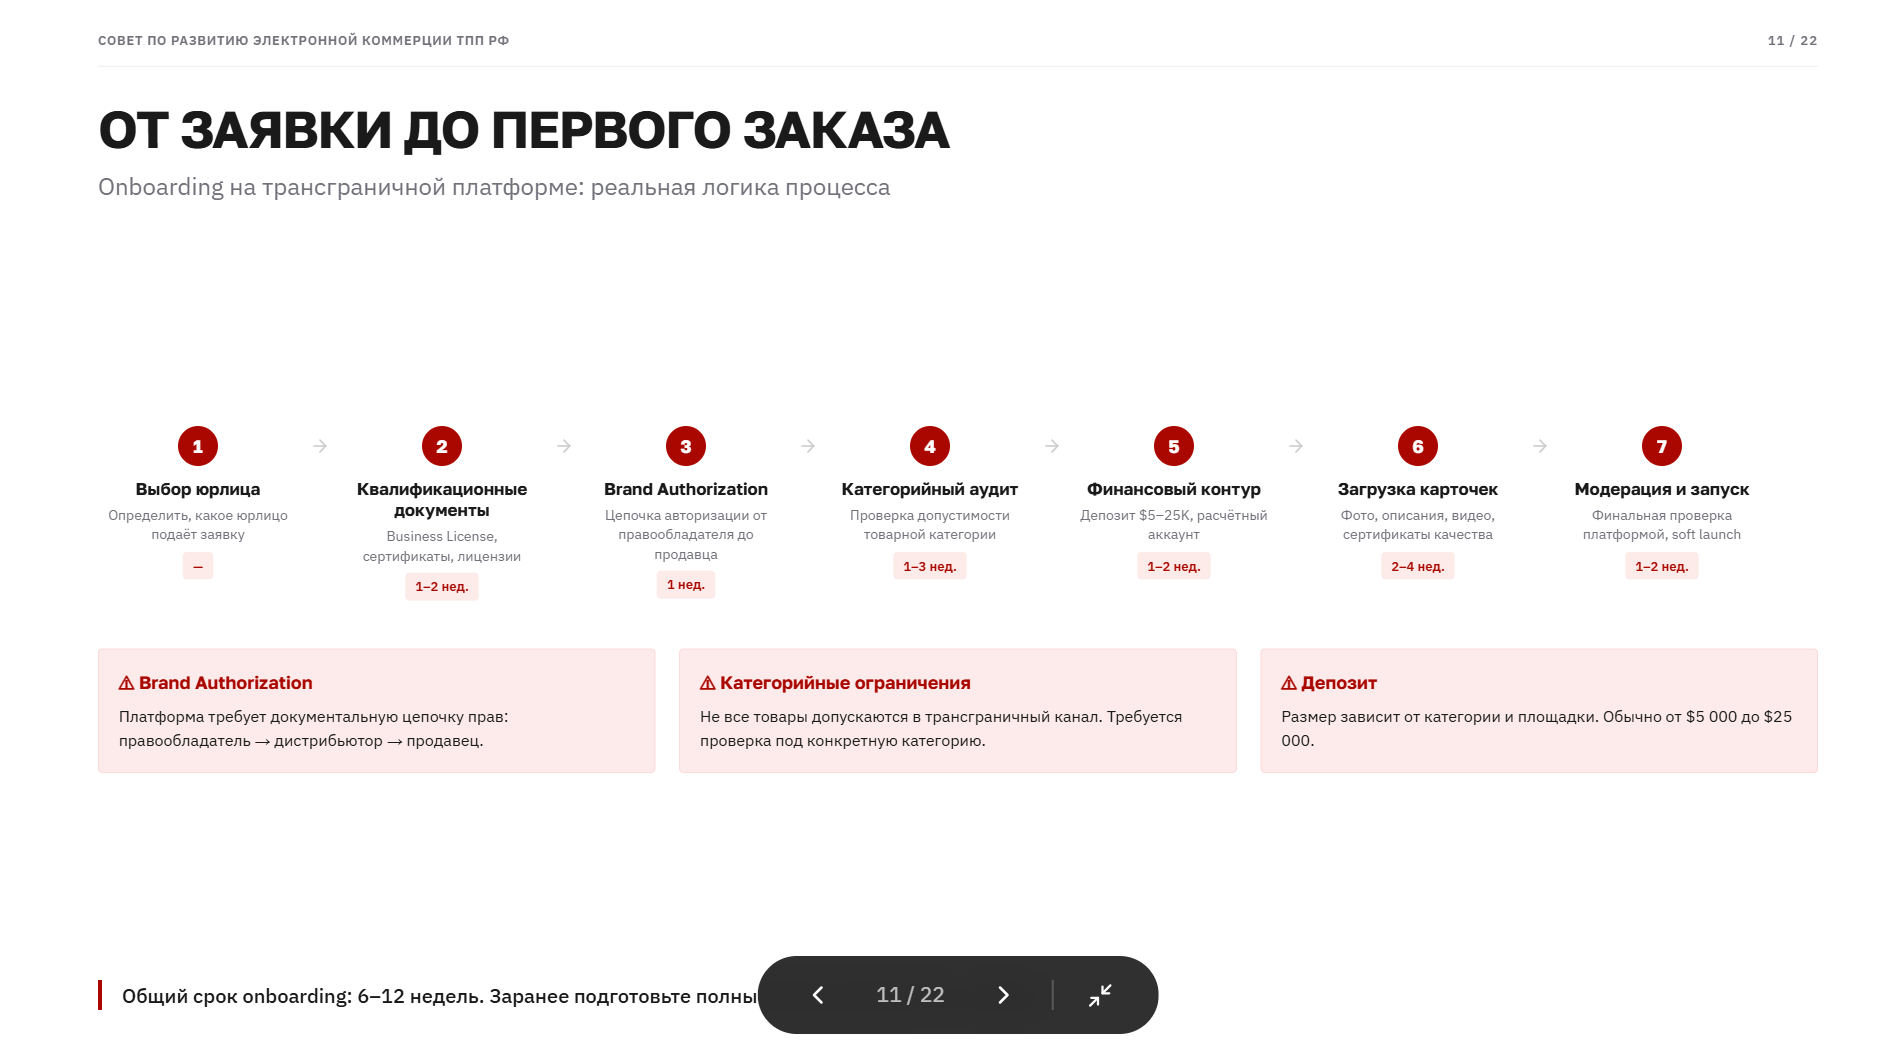 СОВЕТ ПО РАЗВИТИЮ ЭЛЕКТРОННОЙ КОММЕРЦИИ ТПП РФ
11 / 22
ОТ ЗАЯВКИ ДО ПЕРВОГО ЗАКАЗА
Onboarding на трансграничной платформе: реальная логика процесса
1
Выбор юрлица
Определить, какое юрлицо
подаёт заявку
—
2
Квалификационные
документы
Business License,
сертификаты, лицензии
1–2 нед.
3
Brand Authorization
Цепочка авторизации от
правообладателя до
продавца
1 нед.
4
Категорийный аудит
Проверка допустимости
товарной категории
1–3 нед.
5
Финансовый контур
Депозит $5–25K, расчётный
аккаунт
1–2 нед.
6
Загрузка карточек
Фото, описания, видео,
сертификаты качества
2–4 нед.
7
Модерация и запуск
Финальная проверка
платформой, soft launch
1–2 нед.
⚠ Brand Authorization
Платформа требует документальную цепочку прав:
правообладатель → дистрибьютор → продавец.
⚠ Категорийные ограничения
Не все товары допускаются в трансграничный канал. Требуется
проверка под конкретную категорию.
⚠ Депозит
Размер зависит от категории и площадки. Обычно от $5 000 до $25
000.
Общий срок onboarding: 6–12 недель. Заранее подготовьте
11 / 22